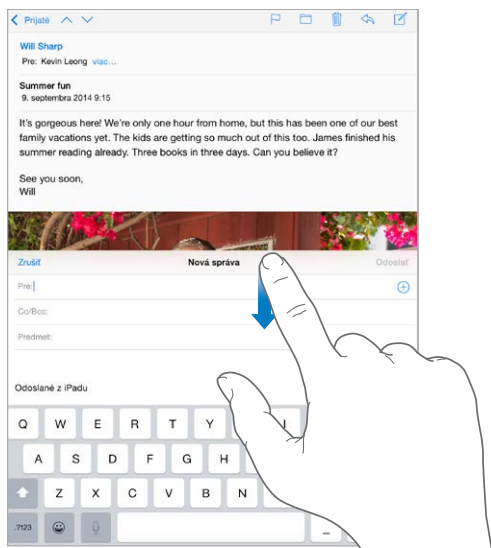 Prijaté
Will Sharp
Pre: Kevin Leong viac...
Summer fun
9. septembra 2014 9:15
It's gorgeous here! We're only one hour from home, but this has been one of our best
family vacations yet. The kids are getting so much out of this too. James finished his
summer reading already. Three books in three days. Can you believe it?
See you soon,
Will
Zrušiť Nová správa Odoslať
Pre:
Cc/Bcc:
Predmet:
Odoslané z iPadu
Q W E R T Y I
A S D F G H
Z X C V B N
.?123 _